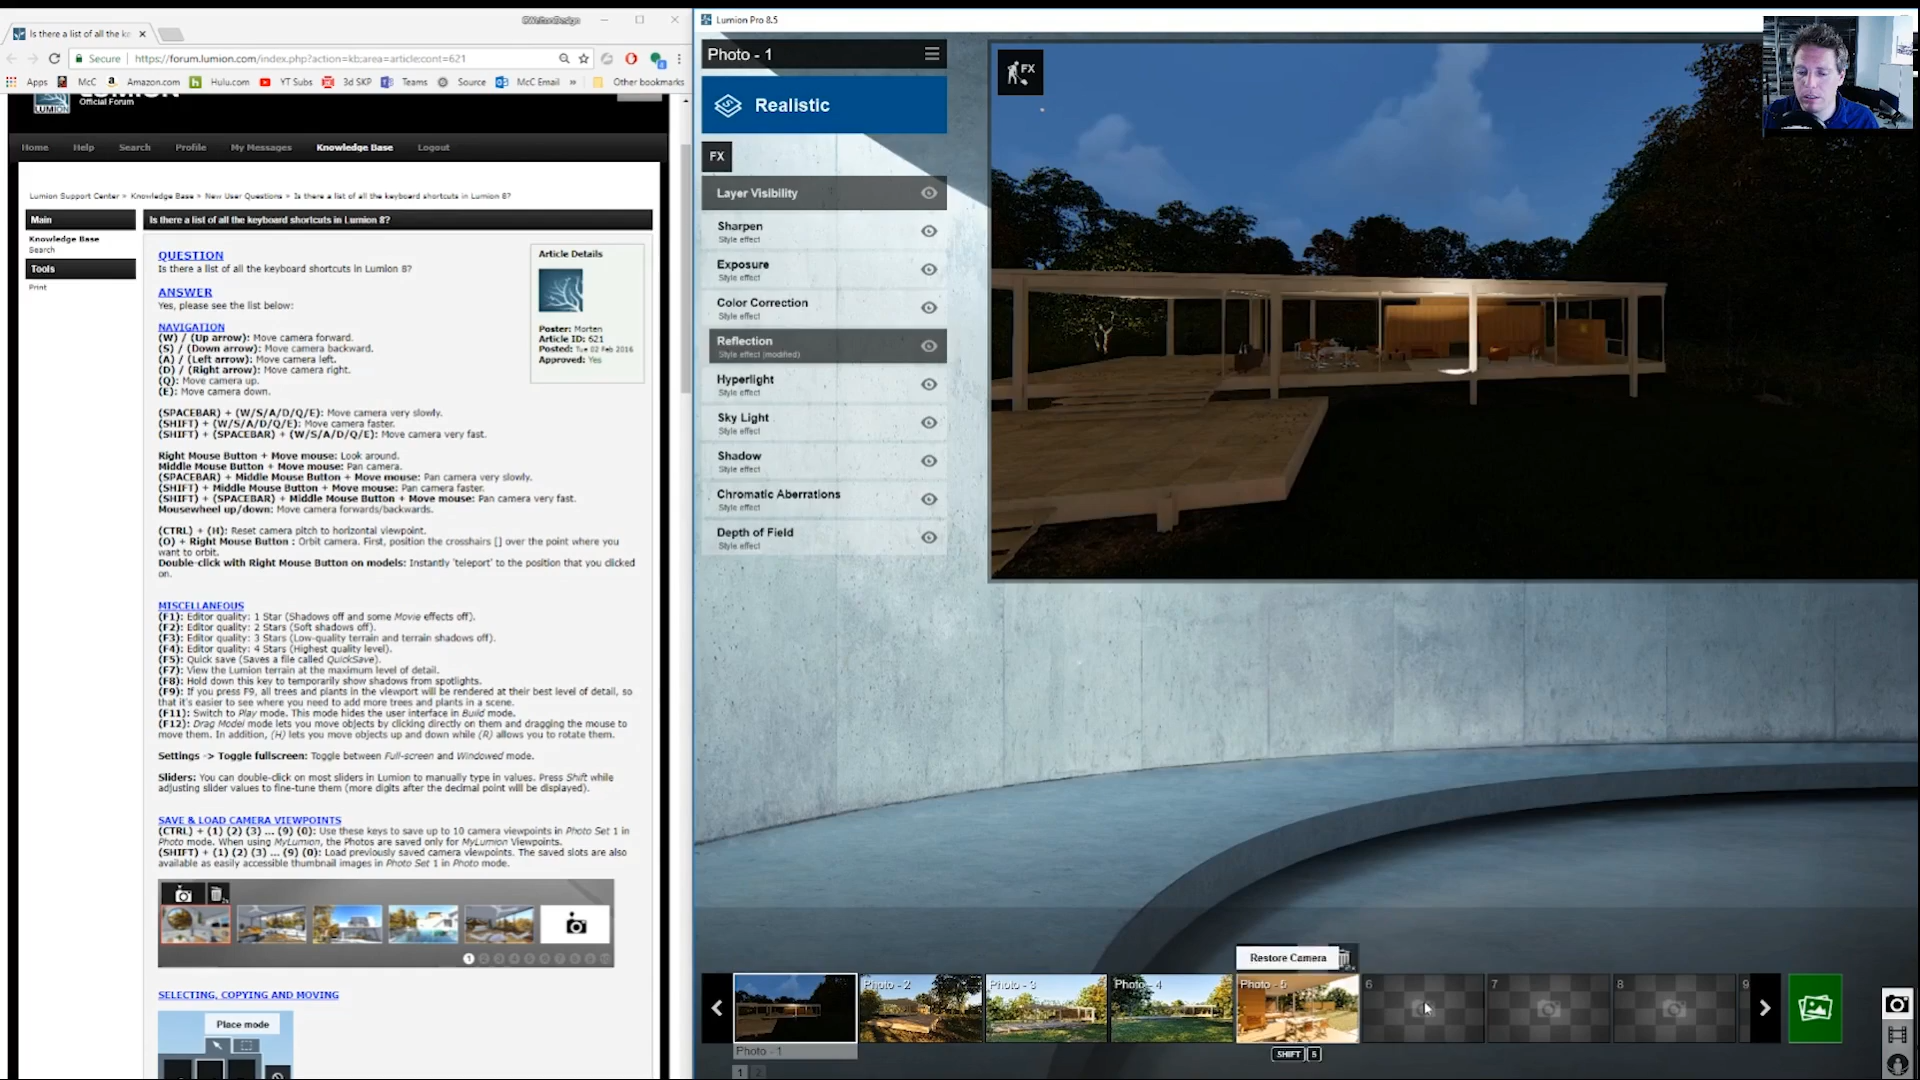 Is there a list of all the ke
Secure
https://forum.lumion.com/index.php?action=kb;area=article;cont=621
Apps
McC
Amazon.com
Hulu.com
YT Subs
3d SKP
Teams
Source
McC Email
»
Other bookmarks
LUMION
Official Forum
Home
Help
Search
Profile
My Messages
Knowledge Base
Logout
Lumion Support Center > Knowledge Base > New User Questions > Is there a list of all the keyboard shortcuts in Lumion 8?
Main
Knowledge Base
Search
Tools
Print
Is there a list of all the keyboard shortcuts in Lumion 8?
QUESTION
Is there a list of all the keyboard shortcuts in Lumion 8?
ANSWER
Yes, please see the list below:
Article Details
Poster: Morten
Article ID: 621
Posted: Tue 02 Feb 2016
Approved: Yes
NAVIGATION
(W) / (Up arrow): Move camera forward.
(S) / (Down arrow): Move camera backward.
(A) / (Left arrow): Move camera left.
(D) / (Right arrow): Move camera right.
(Q): Move camera up.
(E): Move camera down.
(SPACEBAR) + (W/S/A/D/Q/E): Move camera very slowly.
(SHIFT) + (W/S/A/D/Q/E): Move camera faster.
(SHIFT) + (SPACEBAR) + (W/S/A/D/Q/E): Move camera very fast.
Right Mouse Button + Move mouse: Look around.
Middle Mouse Button + Move mouse: Pan camera.
(SPACEBAR) + Middle Mouse Button + Move mouse: Pan camera very slowly.
(SHIFT) + Middle Mouse Button + Move mouse: Pan camera faster.
(SHIFT) + (SPACEBAR) + Middle Mouse Button + Move mouse: Pan camera very fast.
Mousewheel up/down: Move camera forwards/backwards.
(CTRL) + (H): Reset camera pitch to horizontal viewpoint.
(O) + Right Mouse Button : Orbit camera. First, position the crosshairs [] over the point where you
want to orbit.
Double-click with Right Mouse Button on models: Instantly 'teleport' to the position that you clicked
on.
MISCELLANEOUS
(F1): Editor quality: 1 Star (Shadows off and some Movie effects off).
(F2): Editor quality: 2 Stars (Soft shadows off).
(F3): Editor quality: 3 Stars (Low-quality terrain and terrain shadows off).
(F4): Editor quality: 4 Stars (Highest quality level).
(F5): Quick save (Saves a file called QuickSave).
(F7): View the Lumion terrain at the maximum level of detail.
(F8): Hold down this key to temporarily show shadows from spotlights.
(F9): If you press F9, all trees and plants in the viewport will be rendered at their best level of detail, so
that it's easier to see where you need to add more trees and plants in a scene.
(F11): Switch to Play mode. This mode hides the user interface in Build mode.
(F12): Drag Model mode lets you move objects by clicking directly on them and dragging the mouse to
move them. In addition, (H) lets you move objects up and down while (R) allows you to rotate them.
Settings -> Toggle fullscreen: Toggle between Full-screen and Windowed mode.
Sliders: You can double-click on most sliders in Lumion to manually type in values. Press Shift while
adjusting slider values to fine-tune them (more digits after the decimal point will be displayed).
SAVE & LOAD CAMERA VIEWPOINTS
(CTRL) + (1) (2) (3) ... (9) (0): Use these keys to save up to 10 camera viewpoints in Photo Set 1 in
Photo mode. When using MyLumion, the Photos are saved only for MyLumion Viewpoints.
(SHIFT) + (1) (2) (3) ... (9) (0): Load previously saved camera viewpoints. The saved slots are also
available as easily accessible thumbnail images in Photo Set 1 in Photo mode.
SELECTING, COPYING AND MOVING
Place mode
Lumion Pro 8.5
Photo - 1
Realistic
FX
Layer Visibility
Sharpen
Style effect
Exposure
Style effect
Color Correction
Style effect
Reflection
Style effect (modified)
Hyperlight
Style effect
Sky Light
Style effect
Shadow
Style effect
Chromatic Aberrations
Style effect
Depth of Field
Style effect
FX
Restore Camera
Photo - 2
Photo - 3
Photo - 4
Photo - 5
6
7
8
9
Photo - 1
SHIFT 5
1 2